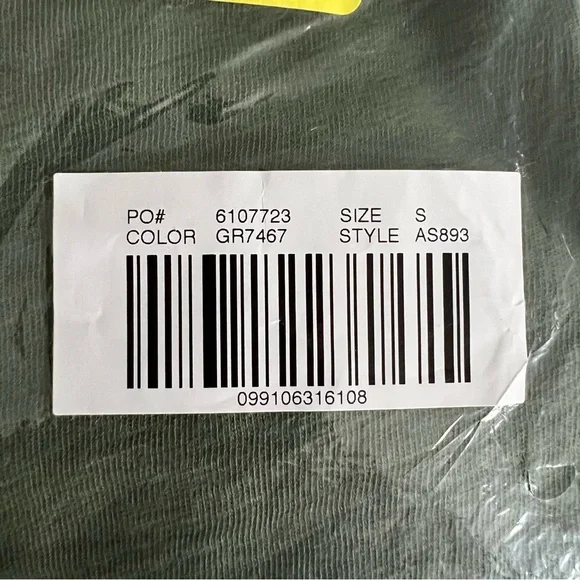 PO# 6107723 SIZE S
COLOR GR7467 STYLE AS893
099106316108